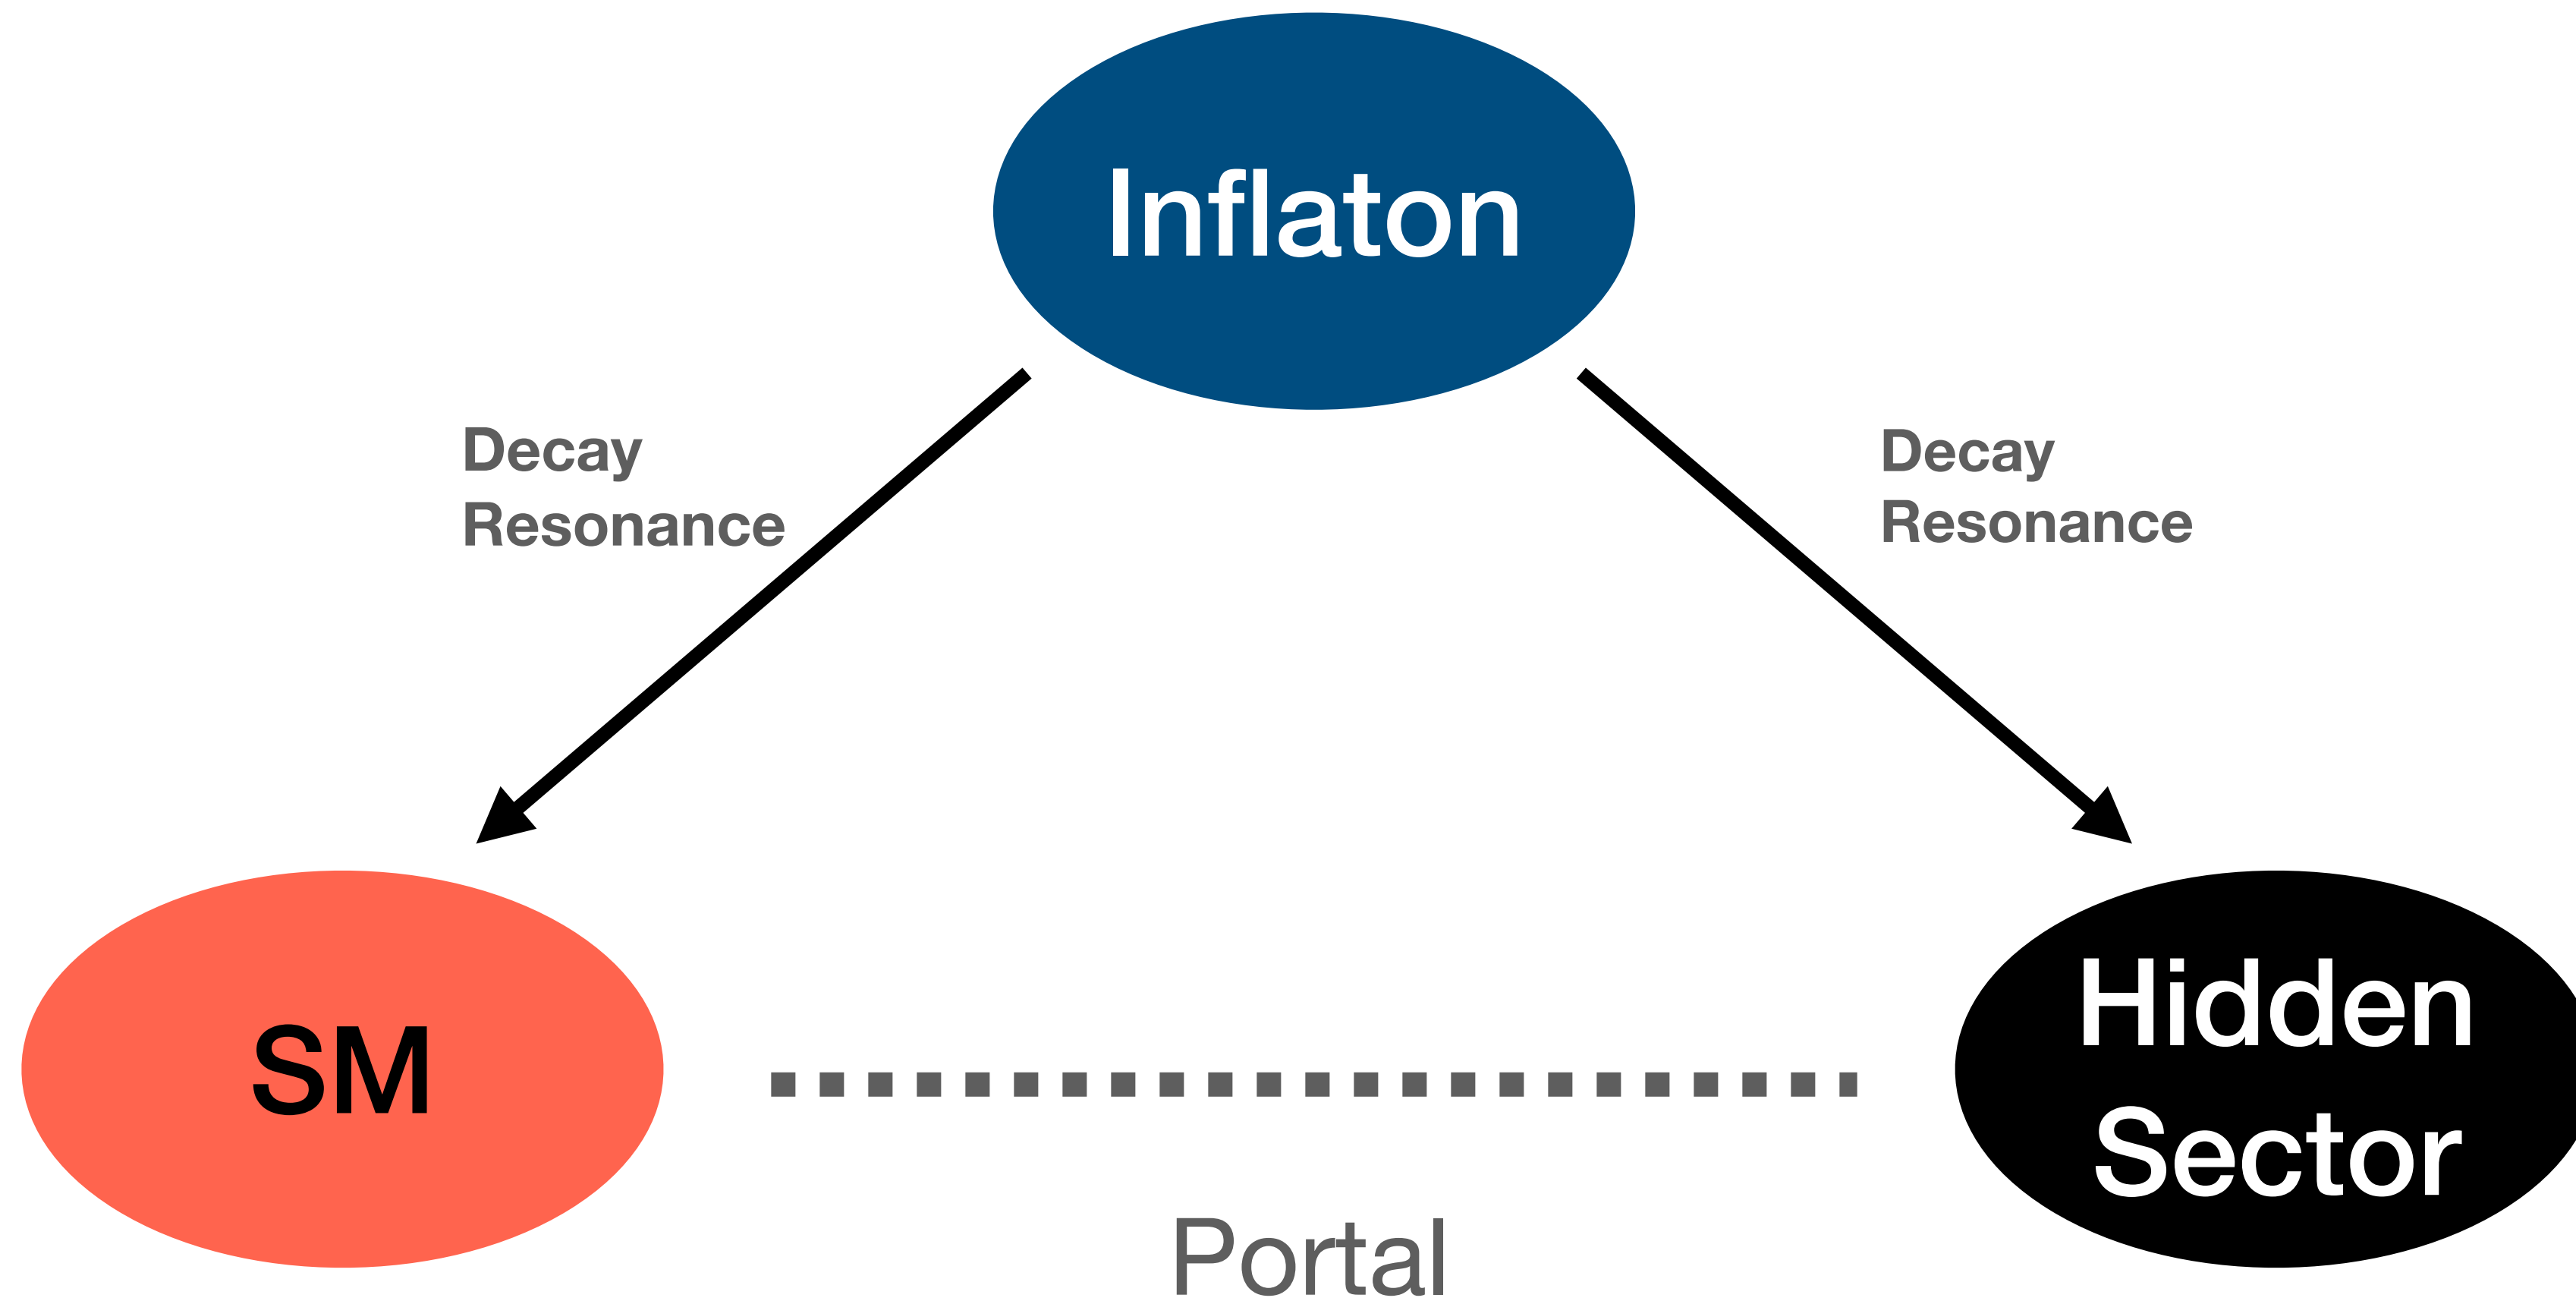 Inflaton
Decay
Resonance
Decay
Resonance
SM
Hidden
Sector
Portal